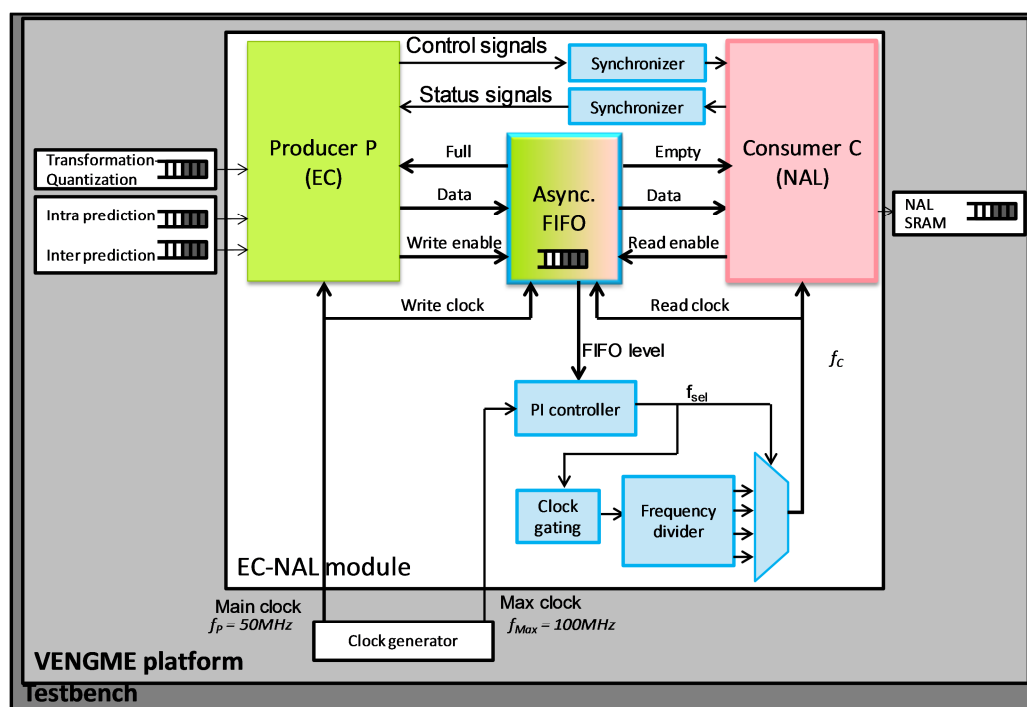 Control signals
Synchronizer
Status signals
Synchronizer
Producer P
(EC)
Consumer C
(NAL)
Full
Empty
Async.
FIFO
Data
Data
Write enable
Read enable
Transformation
Quantization
Intra prediction
Inter prediction
NAL
SRAM
Write clock
Read clock
FIFO level
fC
PI controller
fsel
Clock
gating
Frequency
divider
EC-NAL module
Main clock
fP = 50MHz
Max clock
fMax = 100MHz
Clock generator
VENGME platform
Testbench